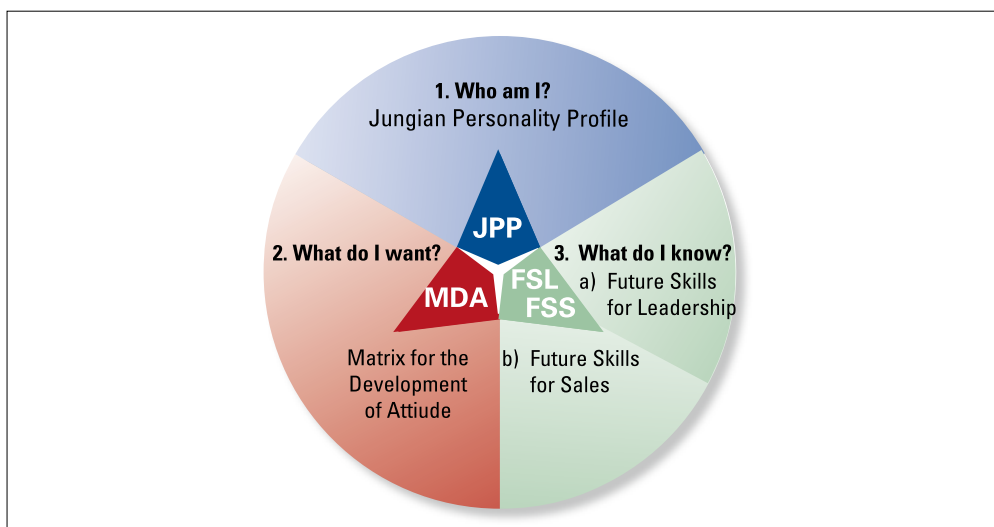 1. Who am I?
Jungian Personality Profile
JPP
2. What do I want?
MDA
Matrix for the
Development
of Attiude
3. What do I know?
FSL
FSS
a) Future Skills
for Leadership
b) Future Skills
for Sales